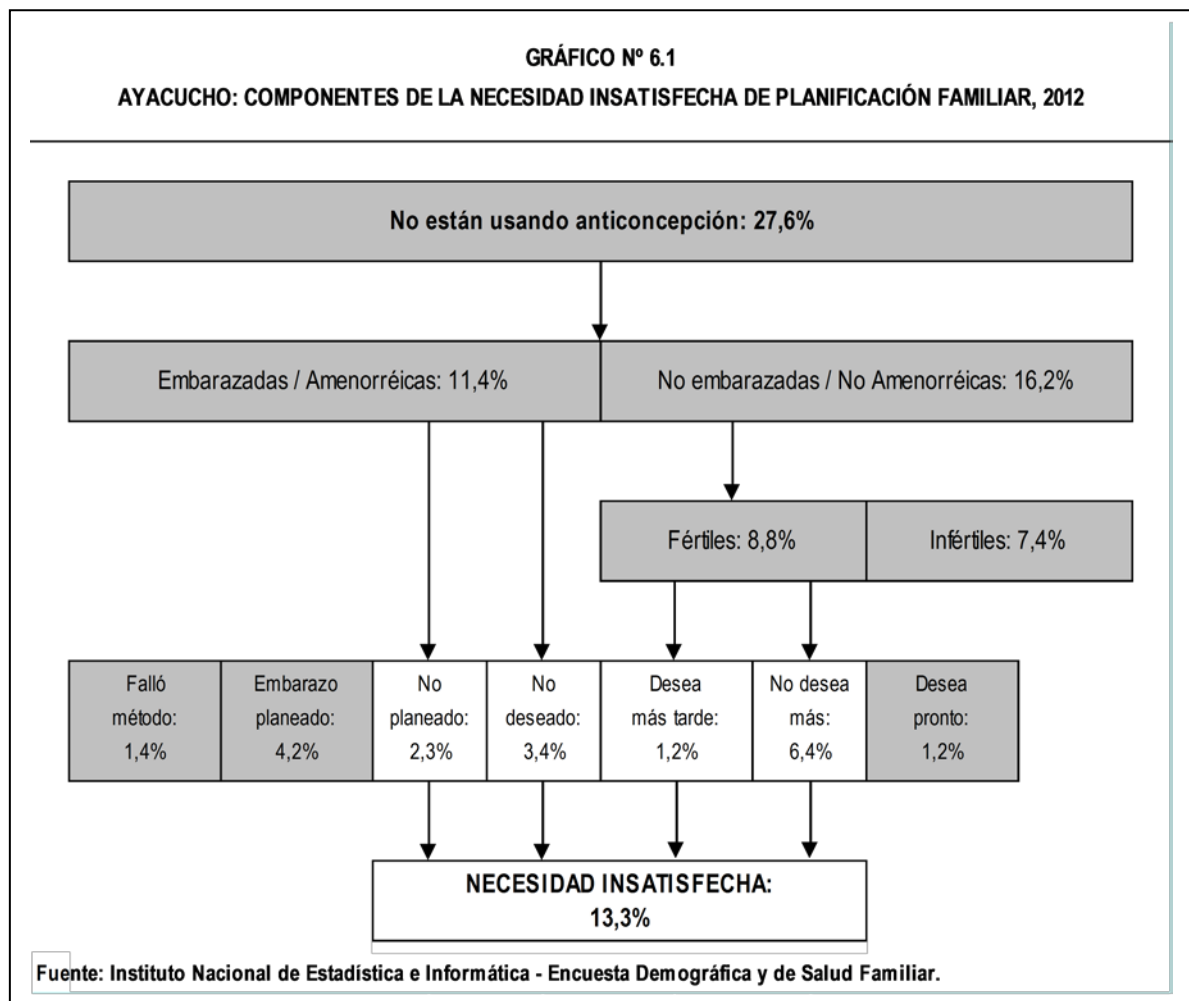 GRÁFICO Nº 6.1
AYACUCHO: COMPONENTES DE LA NECESIDAD INSATISFECHA DE PLANIFICACIÓN FAMILIAR, 2012
No están usando anticoncepción: 27,6%
Embarazadas / Amenorréicas: 11,4%
No embarazadas / No Amenorréicas: 16,2%
Fértiles: 8,8%
Infértiles: 7,4%
Falló
método:
1,4%
Embarazo
planeado:
4,2%
No
planeado:
2,3%
No
deseado:
3,4%
Desea
más tarde:
1,2%
No desea
más:
6,4%
Desea
pronto:
1,2%
NECESIDAD INSATISFECHA:
13,3%
Fuente: Instituto Nacional de Estadística e Informática - Encuesta Demográfica y de Salud Familiar.